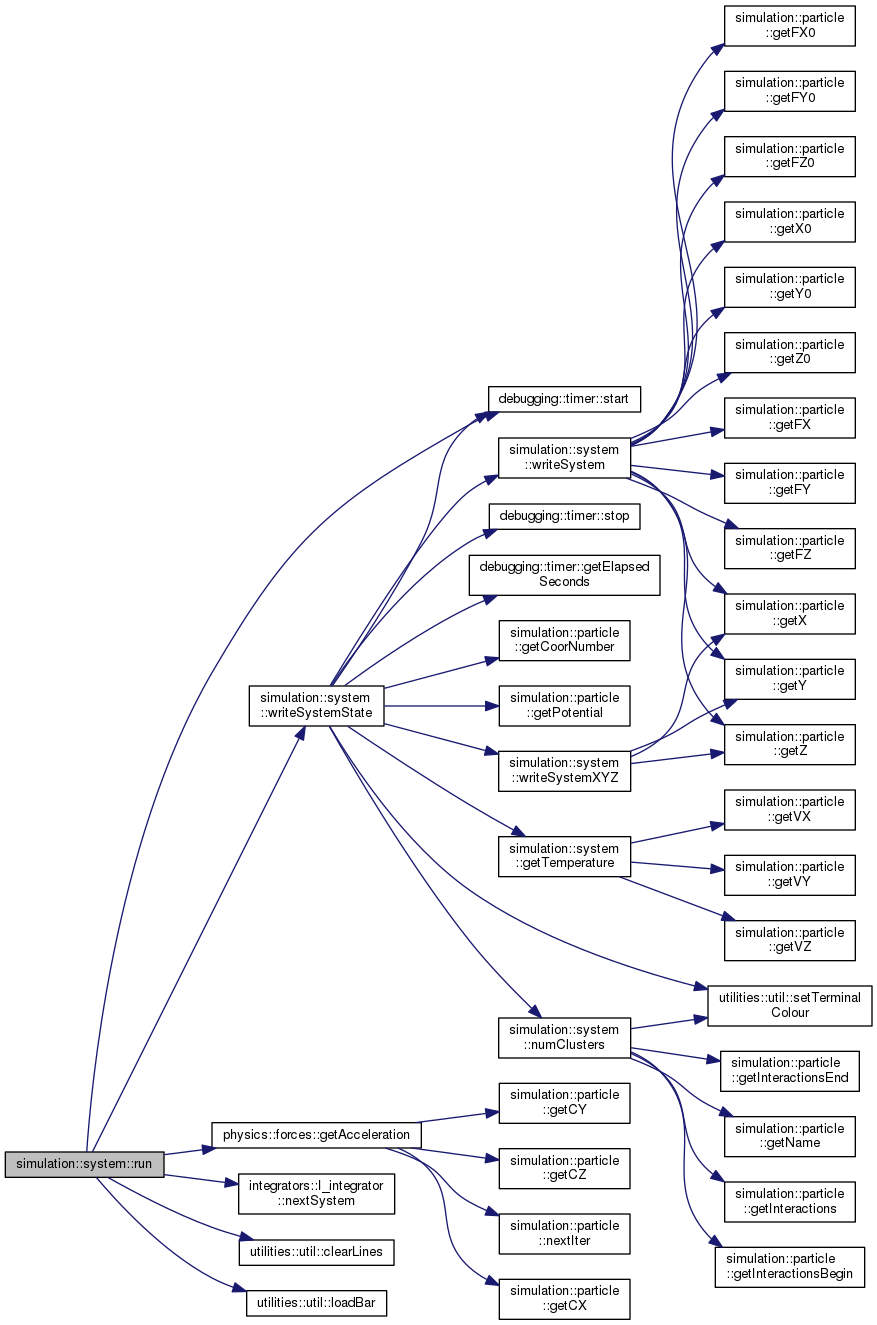 simulation::particle
::getFX0
simulation::particle
::getFY0
simulation::particle
::getFZ0
simulation::particle
::getX0
simulation::particle
::getY0
simulation::particle
::getZ0
debugging::timer::start
simulation::particle
::getFX
simulation::system
::writeSystem
simulation::particle
::getFY
debugging::timer::stop
simulation::particle
::getFZ
debugging::timer::getElapsed
Seconds
simulation::particle
::getX
simulation::particle
::getCoorNumber
simulation::particle
::getY
simulation::system
::writeSystemState
simulation::particle
::getPotential
simulation::particle
::getZ
simulation::system
::writeSystemXYZ
simulation::particle
::getVX
simulation::system
::getTemperature
simulation::particle
::getVY
simulation::particle
::getVZ
utilities::util::setTerminal
Colour
simulation::system
::numClusters
simulation::particle
::getInteractionsEnd
simulation::particle
::getCY
physics::forces::getAcceleration
simulation::particle
::getName
simulation::system::run
simulation::particle
::getCZ
integrators::I_integrator
::nextSystem
simulation::particle
::getInteractions
simulation::particle
::nextIter
utilities::util::clearLines
simulation::particle
::getInteractionsBegin
utilities::util::loadBar
simulation::particle
::getCX